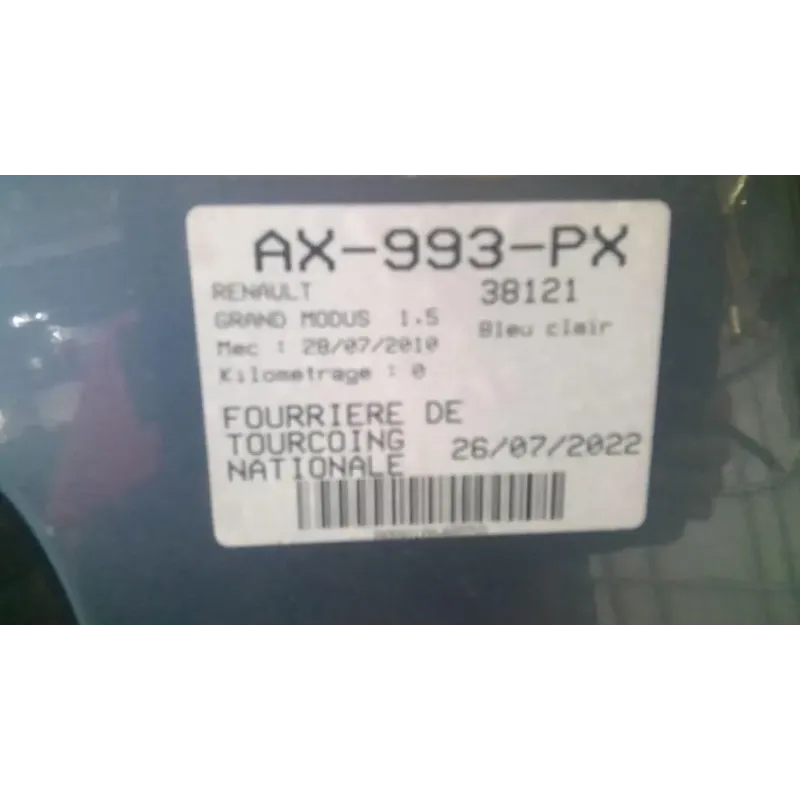 AX-993-PX
RENAULT 38121
GRAND MODUS 1.5 Bleu clair
Mec : 28/07/2010
Kilometrage : 0
FOURRIERE DE
TOURCOING 26/07/2022
NATIONALE